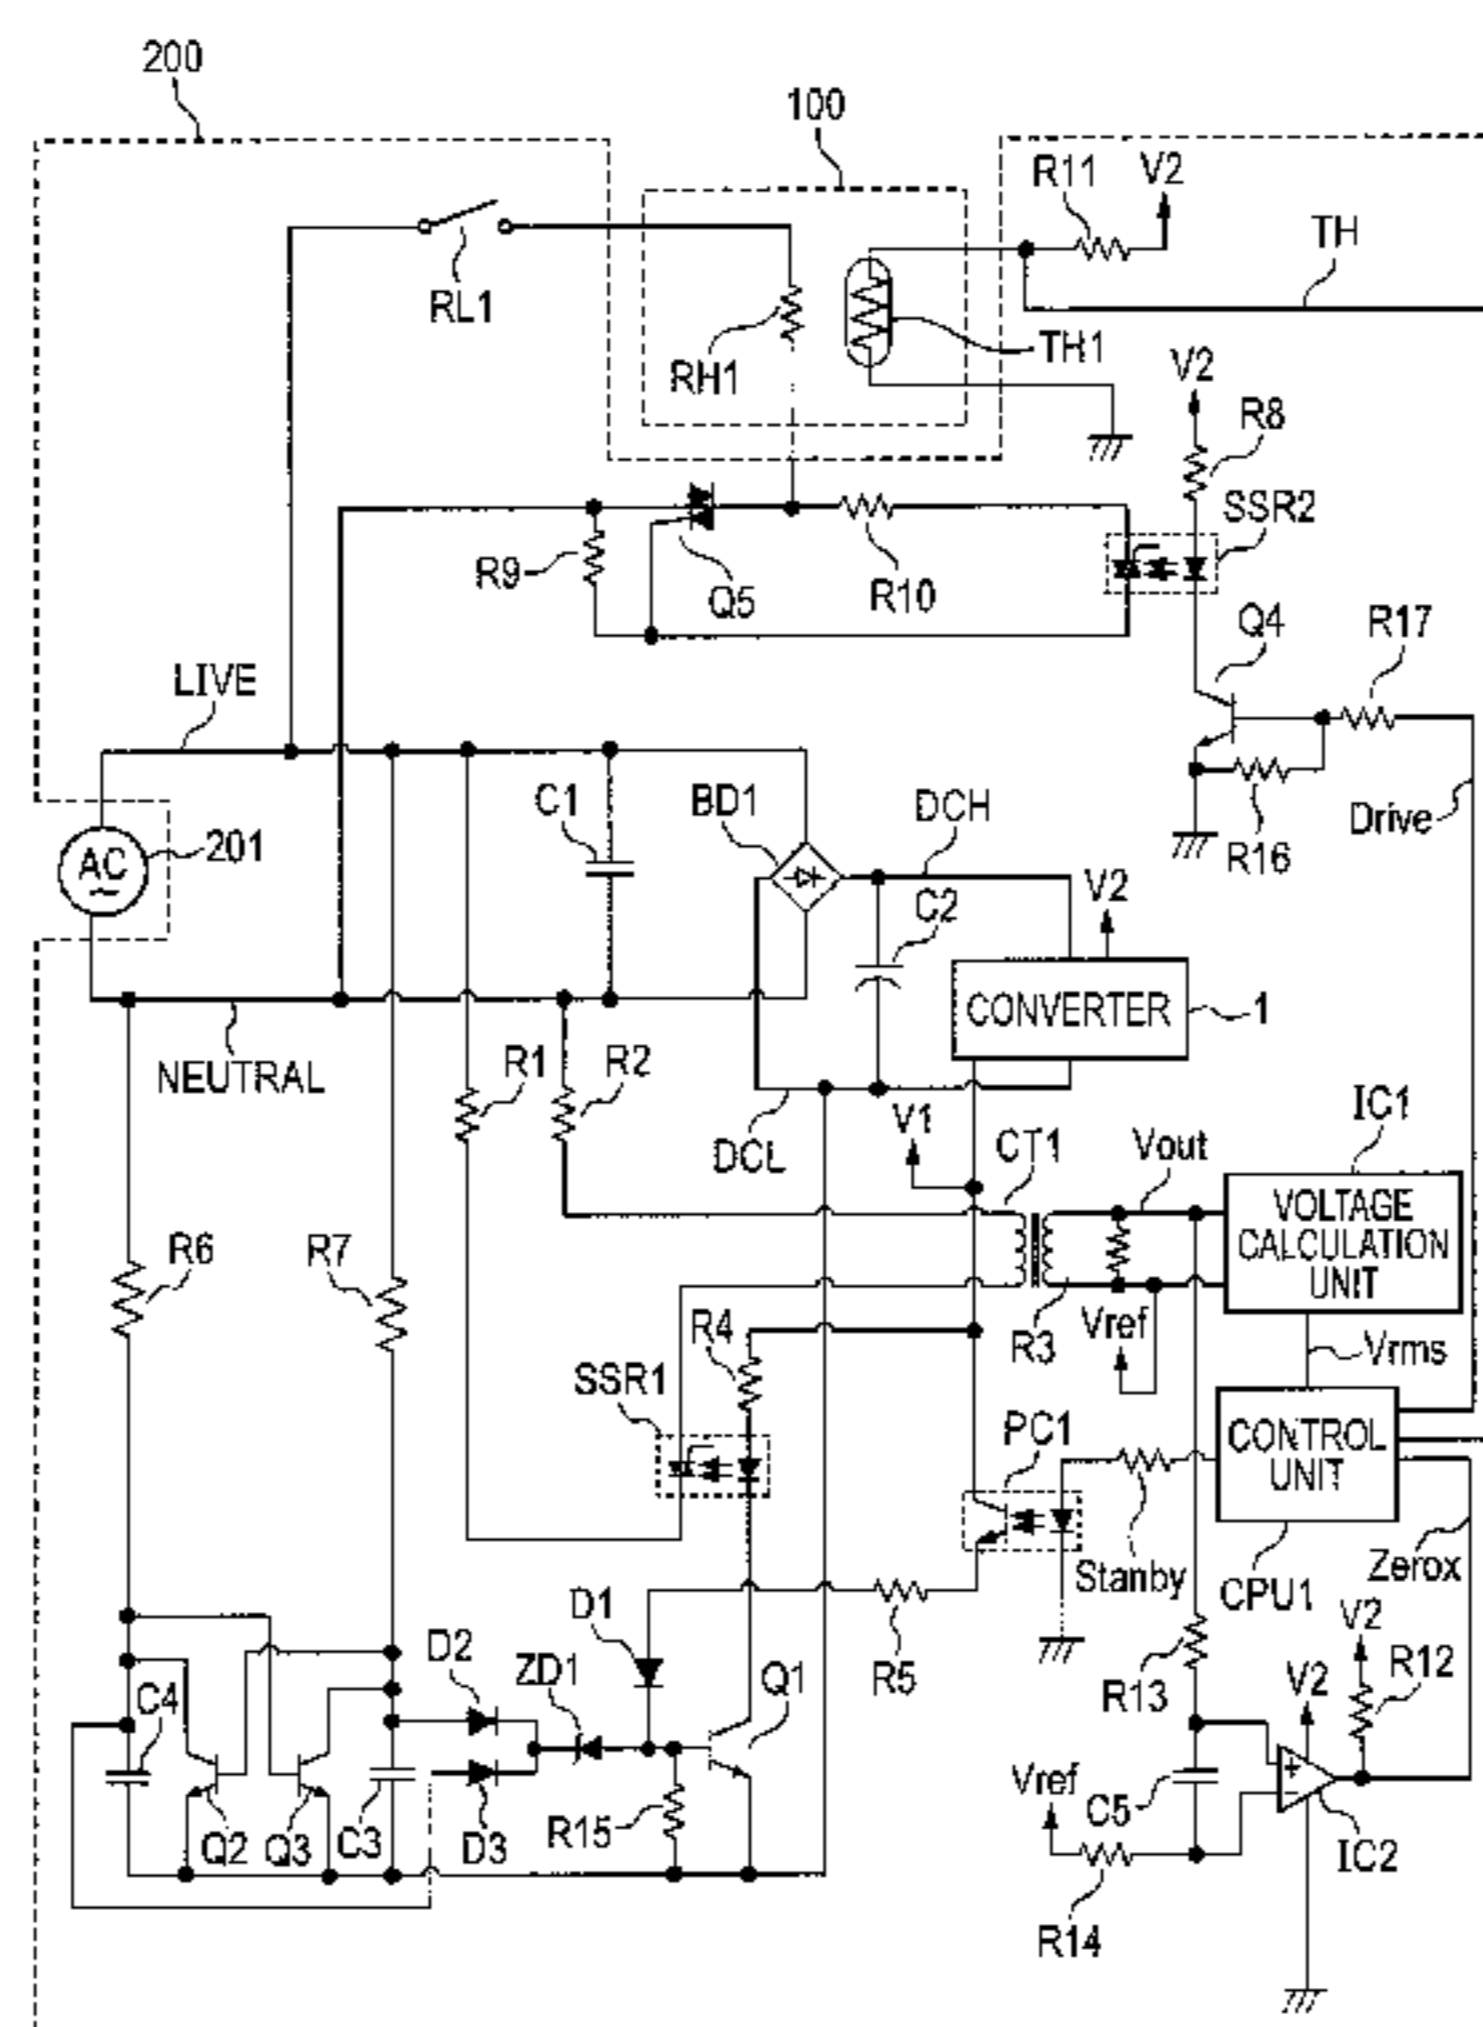 200
100
R11
V2
TH
RL1
RH1
TH1
V2
R8
SSR2
R9
Q5
R10
Q4
R17
LIVE
C1
BD1
DCH
Drive
AC
201
R16
C2
V2
CONVERTER
1
NEUTRAL
R1
R2
DCL
V1
CT1
Vout
IC1
VOLTAGE
CALCULATION
UNIT
R6
R7
R4
R3
Vref
Vrms
SSR1
PC1
CONTROL
UNIT
Stanby
CPU1
Zerox
D1
R5
V2
D2
ZD1
Q1
R13
V2
R12
C4
Vref
C5
Q2
Q3
C3
D3
R15
IC2
R14